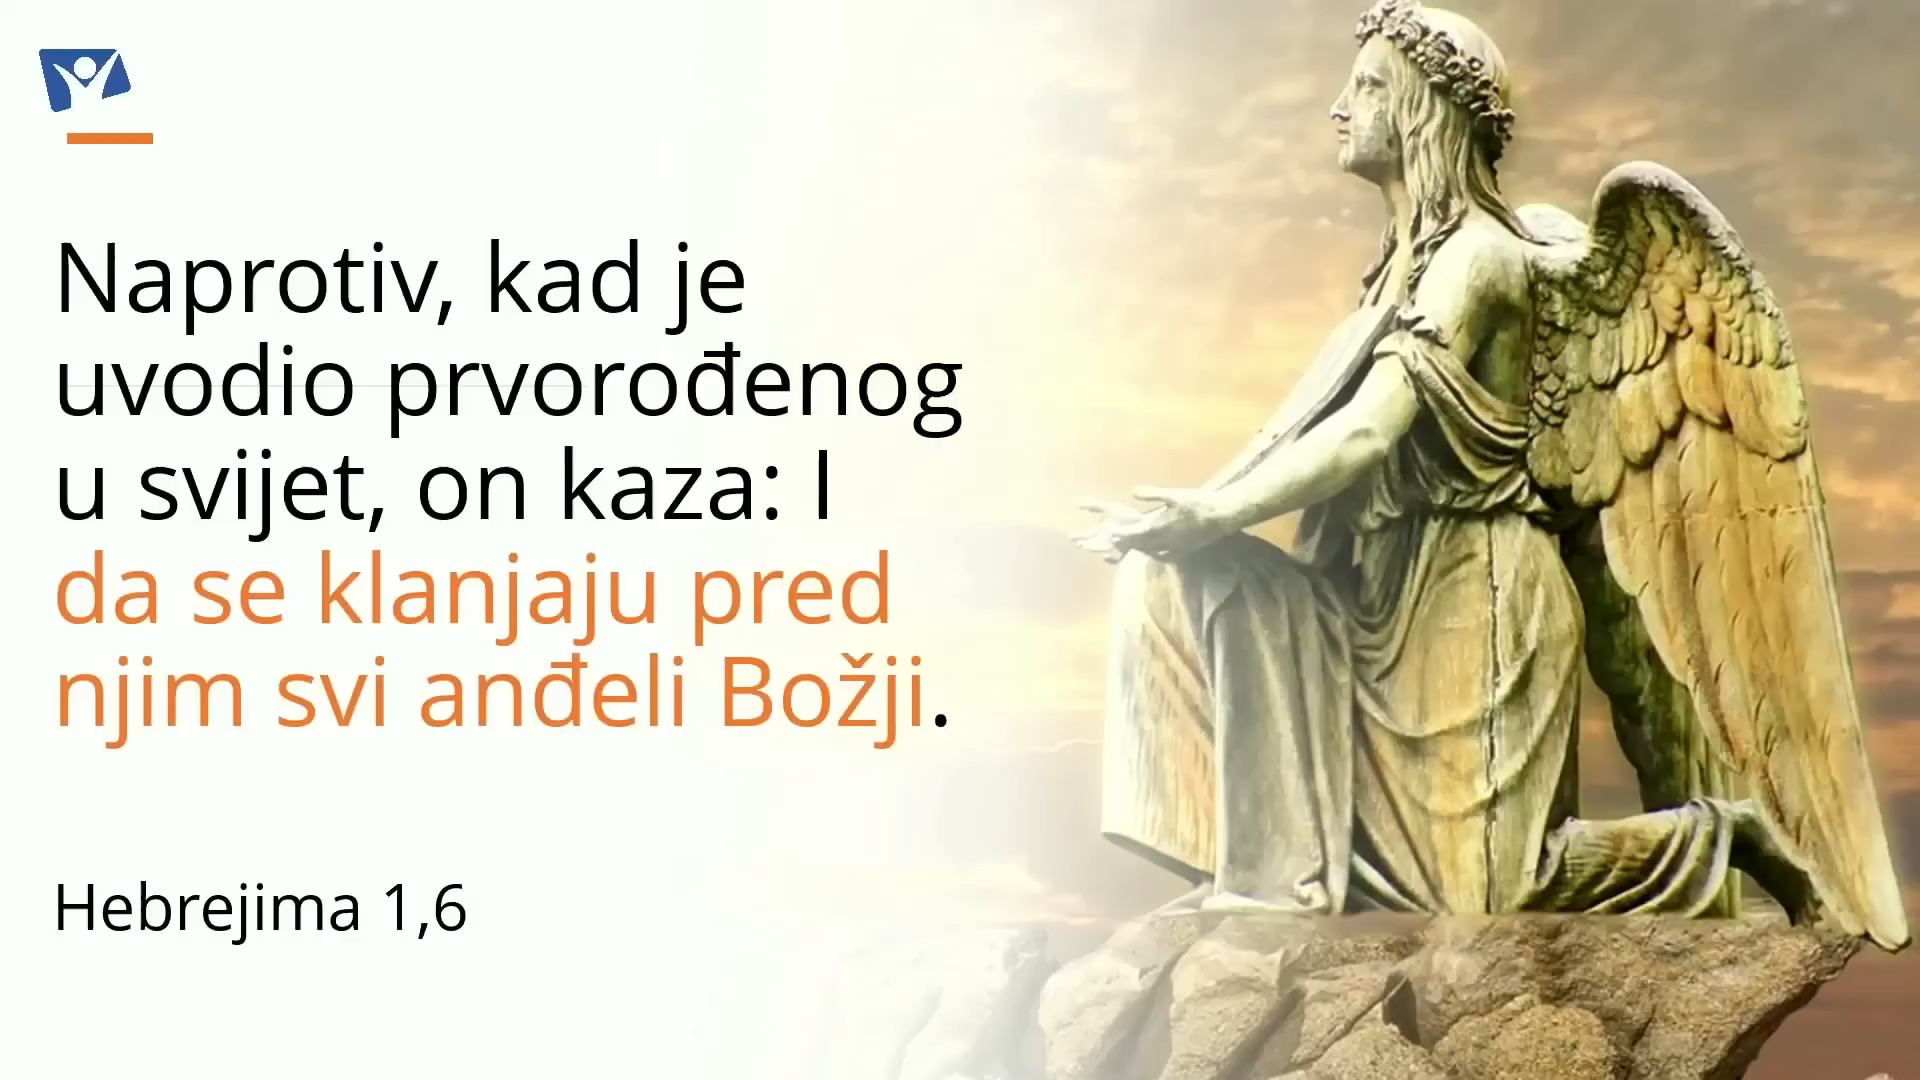 Naprotiv, kad je
uvodio prvorođenog
u svijet, on kaza: I
da se klanjaju pred
njim svi anđeli Božji.
Hebrejima 1,6